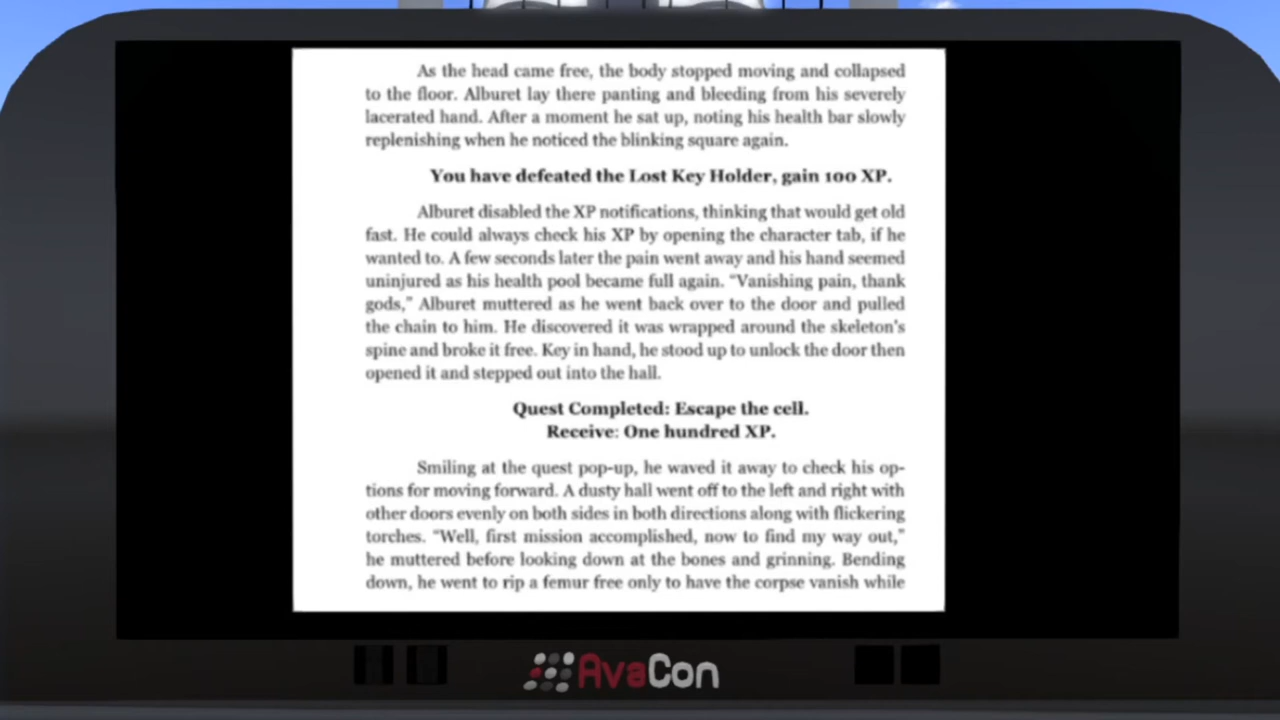 As the head came free, the body stopped moving and collapsed
to the floor. Alburet lay there panting and bleeding from his severely
lacerated hand. After a moment he sat up, noting his health bar slowly
replenishing when he noticed the blinking square again.
You have defeated the Lost Key Holder, gain 100 XP.
Alburet disabled the XP notifications, thinking that would get old
fast. He could always check his XP by opening the character tab, if he
wanted to. A few seconds later the pain went away and his hand seemed
uninjured as his health pool became full again. “Vanishing pain, thank
gods,” Alburet muttered as he went back over to the door and pulled
the chain to him. He discovered it was wrapped around the skeleton's
spine and broke it free. Key in hand, he stood up to unlock the door then
opened it and stepped out into the hall.
Quest Completed: Escape the cell.
Receive: One hundred XP.
Smiling at the quest pop-up, he waved it away to check his op-
tions for moving forward. A dusty hall went off to the left and right with
other doors evenly on both sides in both directions along with flickering
torches. “Well, first mission accomplished, now to find my way out,”
he muttered before looking down at the bones and grinning. Bending
down, he went to rip a femur free only to have the corpse vanish while
AvaCon